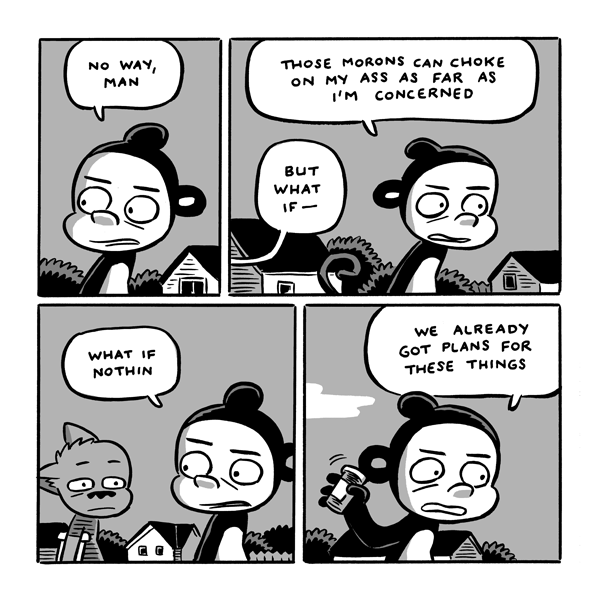 NO WAY,
MAN
THOSE MORONS CAN CHOKE
ON MY ASS AS FAR AS
I'M CONCERNED
BUT
WHAT
IF—
WHAT IF
NOTHIN
WE ALREADY
GOT PLANS FOR
THESE THINGS